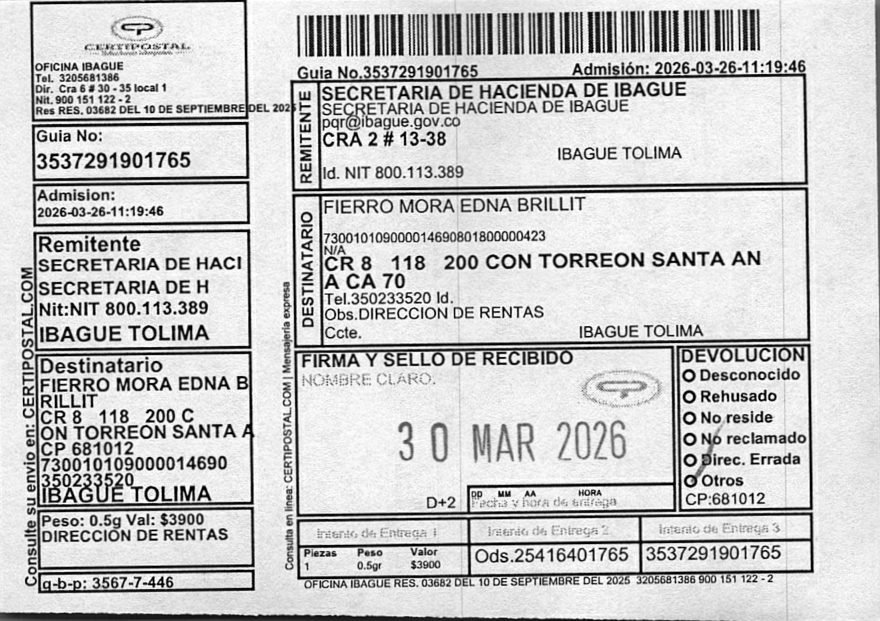 CERTIPOSTAL
OFICINA IBAGUE
Tel. 3205681386
Dir. Cra 6 # 30 - 35 local 1
Nit. 900 151 122 - 2
Res RES. 03682 DEL 10 DE SEPTIEMBRE DEL 2025
Guia No:
3537291901765
Admision:
2026-03-26-11:19:46
Remitente
SECRETARIA DE HACI
SECRETARIA DE H
Nit:NIT 800.113.389
IBAGUE TOLIMA
Destinatario
FIERRO MORA EDNA B
RILLIT
CR 8 118 200 C
ON TORREON SANTA A
CP 681012
730010109000014690
350233520
IBAGUE TOLIMA
Peso: 0.5g Val: $3900
DIRECCION DE RENTAS
q-b-p: 3567-7-446
Consulte su envio en: CERTIPOSTAL.COM
Guia No.3537291901765
Admisión: 2026-03-26-11:19:46
REMITENTE
SECRETARIA DE HACIENDA DE IBAGUE
SECRETARIA DE HACIENDA DE IBAGUE
pqr@ibague.gov.co
CRA 2 # 13-38
IBAGUE TOLIMA
Id. NIT 800.113.389
DESTINATARIO
FIERRO MORA EDNA BRILLIT
730010109000014690801800000423
N/A
CR 8 118 200 CON TORREON SANTA AN
A CA 70
Tel.350233520 Id.
Obs.DIRECCION DE RENTAS
Ccte.
IBAGUE TOLIMA
Consulta en linea: CERTIPOSTAL.COM | Mensajería expresa
FIRMA Y SELLO DE RECIBIDO
NOMBRE CLARO.
30 MAR 2026
D+2
DD MM AA HORA
Fecha y hora de entrega
DEVOLUCION
Desconocido
Rehusado
No reside
No reclamado
Direc. Errada
Otros
CP:681012
Intento de Entrega 1
Intento de Entrega 2
Intento de Entrega 3
Piezas Peso Valor
1 0.5gr $3900
Ods.25416401765
3537291901765
OFICINA IBAGUE RES. 03682 DEL 10 DE SEPTIEMBRE DEL 2025 3205681386 900 151 122 - 2